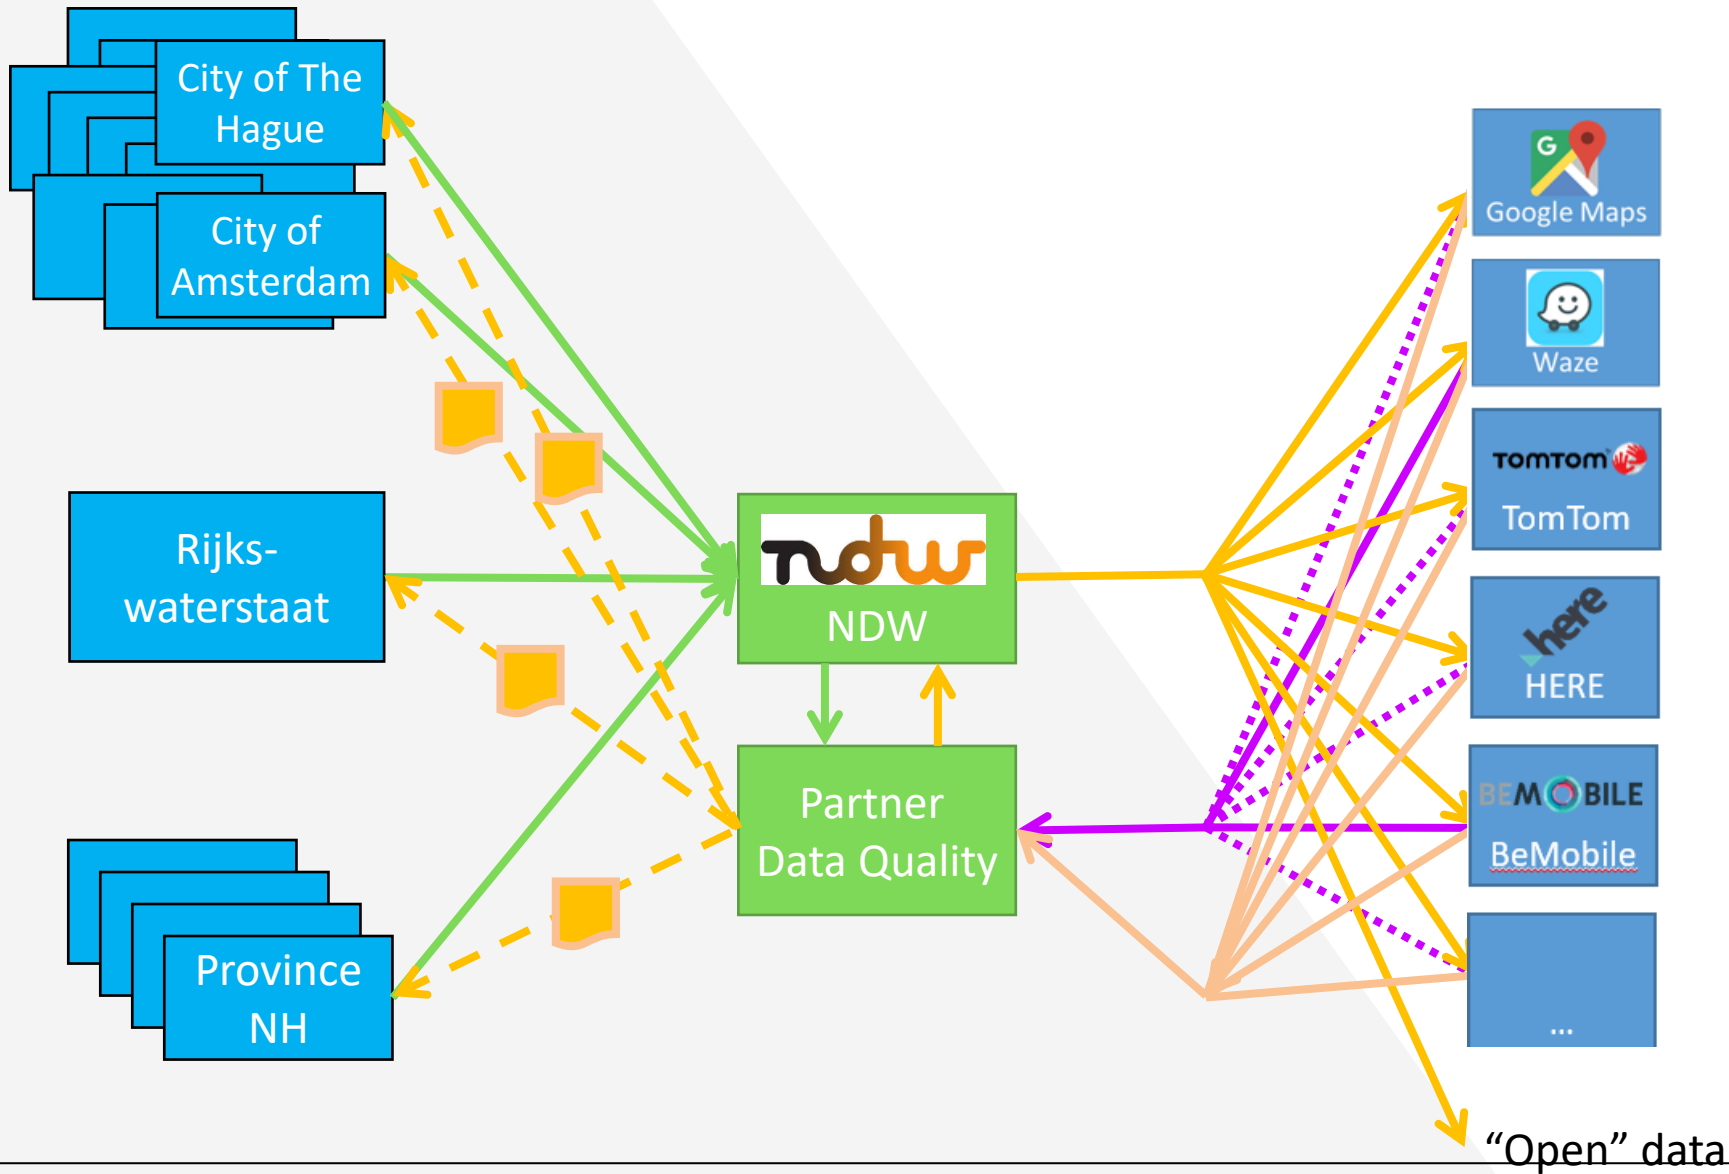 City of The
Hague
City of
Amsterdam
Rijks-
waterstaat
Province
NH
ndw
NDW
Partner
Data Quality
G
Google Maps
Waze
TOMTOM
TomTom
here
HERE
BEMOBILE
BeMobile
...
“Open” data